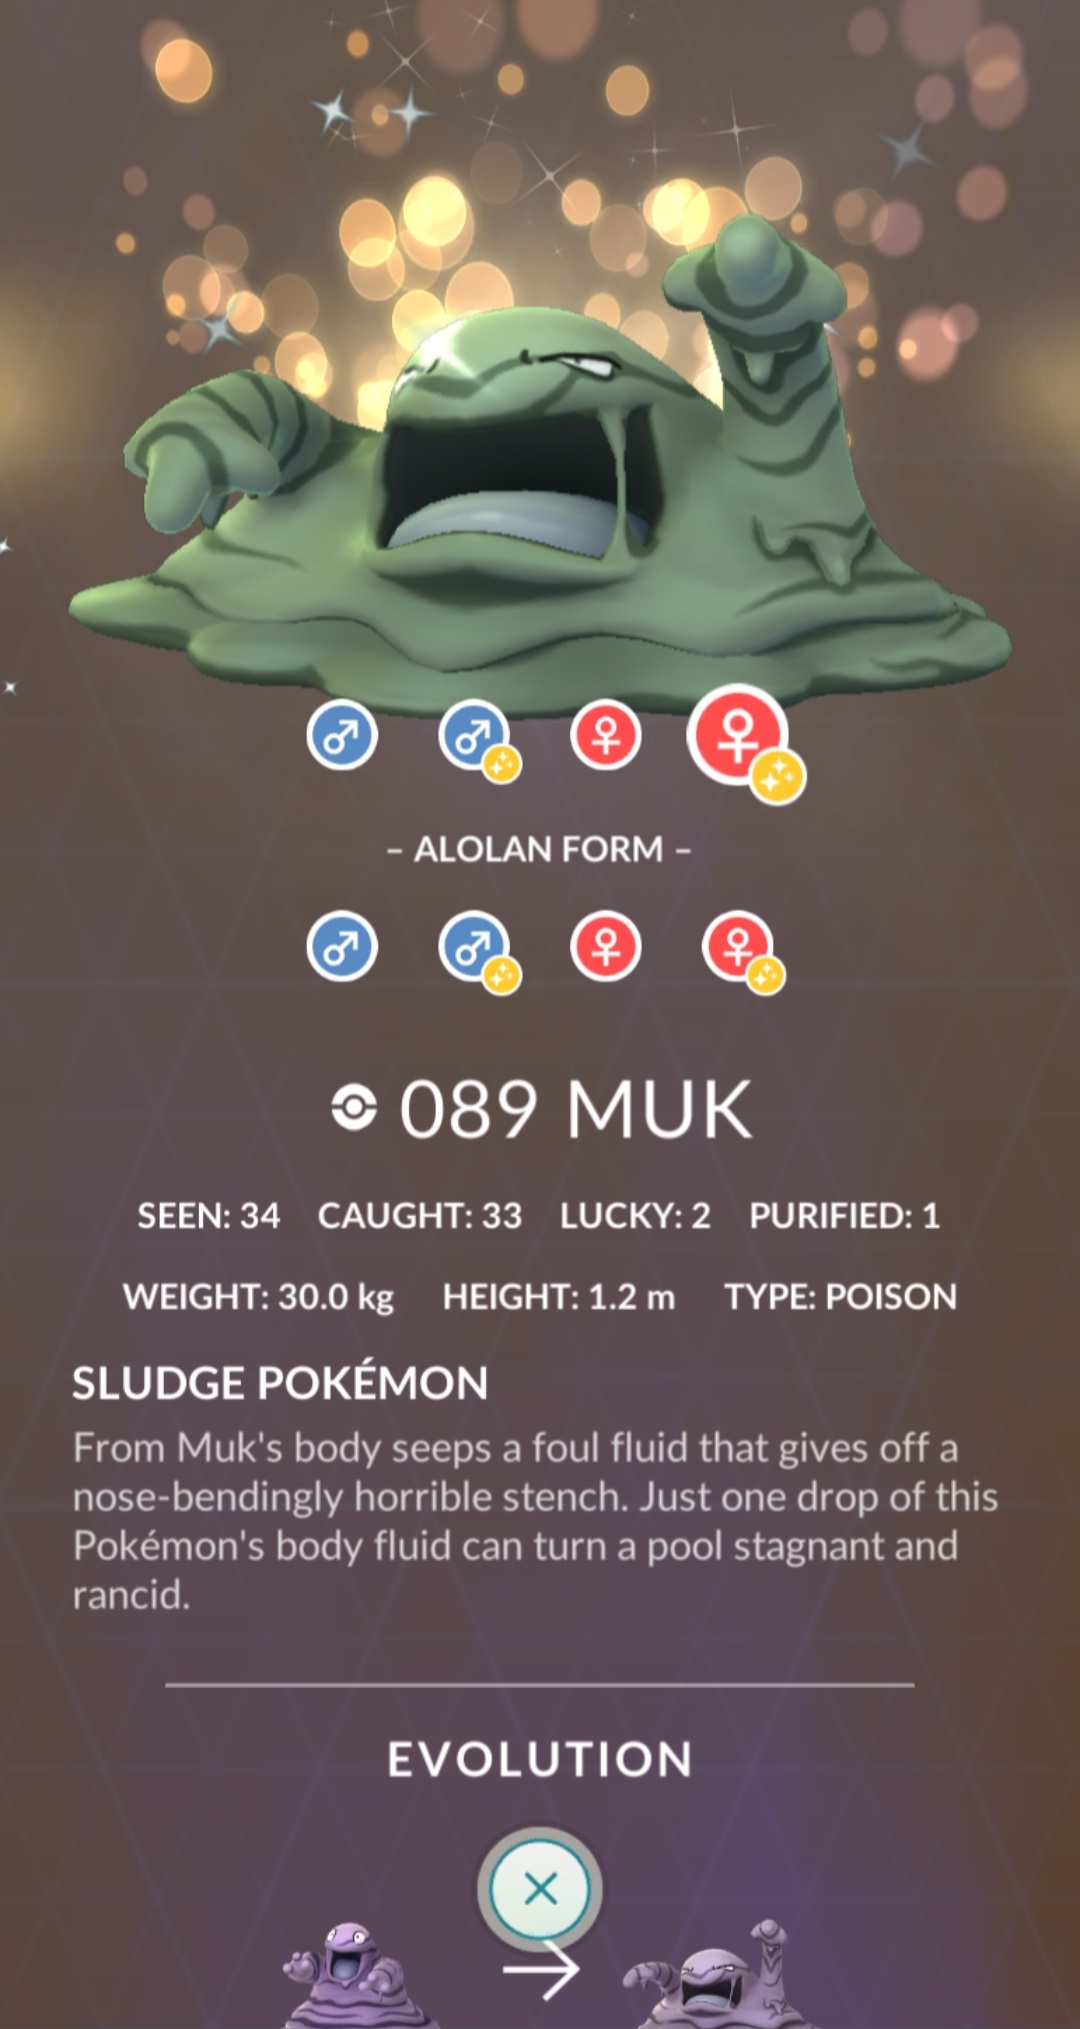 – ALOLAN FORM –
089 MUK
SEEN: 34 CAUGHT: 33 LUCKY: 2 PURIFIED: 1
WEIGHT: 30.0 kg HEIGHT: 1.2 m TYPE: POISON
SLUDGE POKÉMON
From Muk's body seeps a foul fluid that gives off a
nose-bendingly horrible stench. Just one drop of this
Pokémon's body fluid can turn a pool stagnant and
rancid.
EVOLUTION